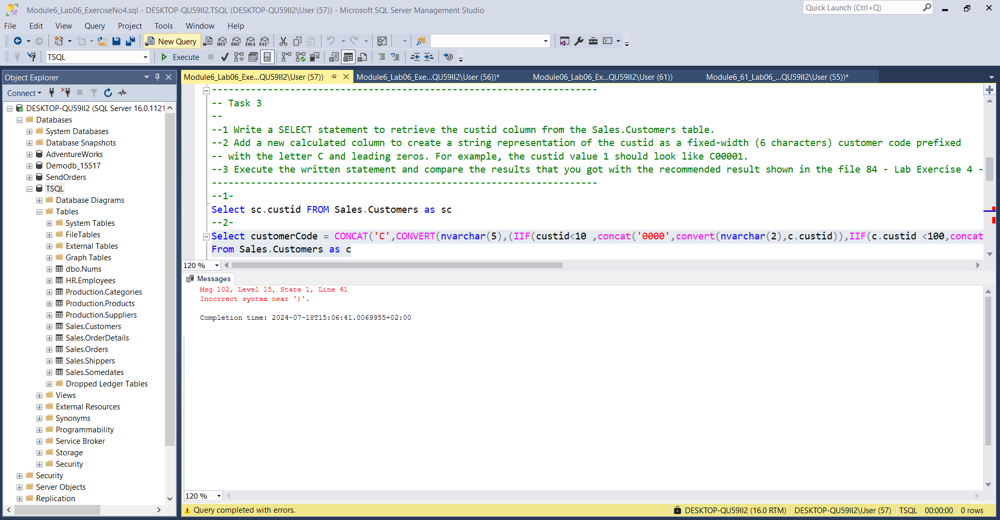 Module6_Lab06_ExerciseNo4.sql - DESKTOP-QU59II2.TSQL (DESKTOP-QU59II2\User (57)) - Microsoft SQL Server Management Studio
Quick Launch (Ctrl+Q)
File Edit View Query Project Tools Window Help
New Query MDX DMX XMLA DAX
TSQL Execute
Object Explorer
Module6_Lab06_Exe...QU59II2\User (57)) Module6_Lab06_Exe...QU59II2\User (56))* Module06_Lab06_Ex...QU59II2\User (61)) Module6_61_Lab06_...QU59II2\User (55))*
Connect
DESKTOP-QU59II2 (SQL Server 16.0.1121
Databases
System Databases
Database Snapshots
AdventureWorks
Demodb_15517
SendOrders
TSQL
Database Diagrams
Tables
System Tables
FileTables
External Tables
Graph Tables
dbo.Nums
HR.Employees
Production.Categories
Production.Products
Production.Suppliers
Sales.Customers
Sales.OrderDetails
Sales.Orders
Sales.Shippers
Sales.Somedates
Dropped Ledger Tables
Views
External Resources
Synonyms
Programmability
Service Broker
Storage
Security
Security
Server Objects
Replication
---------------------------------------------------------------------
-- Task 3
--
--1 Write a SELECT statement to retrieve the custid column from the Sales.Customers table.
--2 Add a new calculated column to create a string representation of the custid as a fixed-width (6 characters) customer code prefixed
-- with the letter C and leading zeros. For example, the custid value 1 should look like C00001.
--3 Execute the written statement and compare the results that you got with the recommended result shown in the file 84 - Lab Exercise 4 -
---------------------------------------------------------------------
--1-
Select sc.custid FROM Sales.Customers as sc
--2-
Select customerCode = CONCAT('C',CONVERT(nvarchar(5),(IIF(custid<10 ,concat('0000',convert(nvarchar(2),c.custid)),IIF(c.custid <100,concat
From Sales.Customers as c
120 %
Messages
Msg 102, Level 15, State 1, Line 41
Incorrect syntax near ')'.
Completion time: 2024-07-18T15:06:41.0069955+02:00
120 %
Query completed with errors. DESKTOP-QU59II2 (16.0 RTM) DESKTOP-QU59II2\User (57) TSQL 00:00:00 0 rows